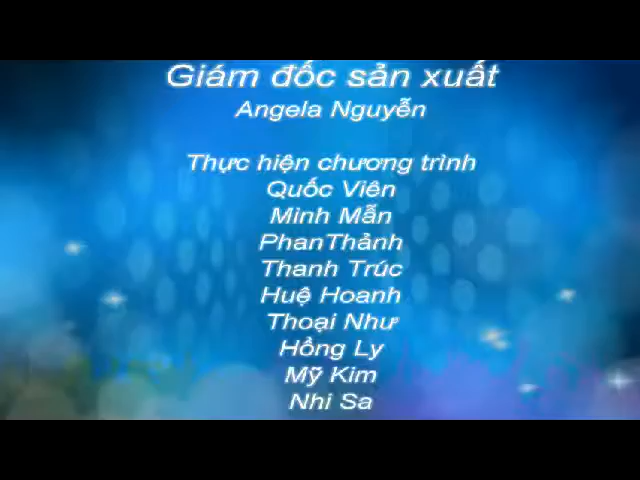 Giám đốc sản xuất
Angela Nguyễn
Thực hiện chương trình
Quốc Viên
Minh Mẫn
PhanThảnh
Thanh Trúc
Huệ Hoanh
Thoại Như
Hồng Ly
Mỹ Kim
Nhi Sa